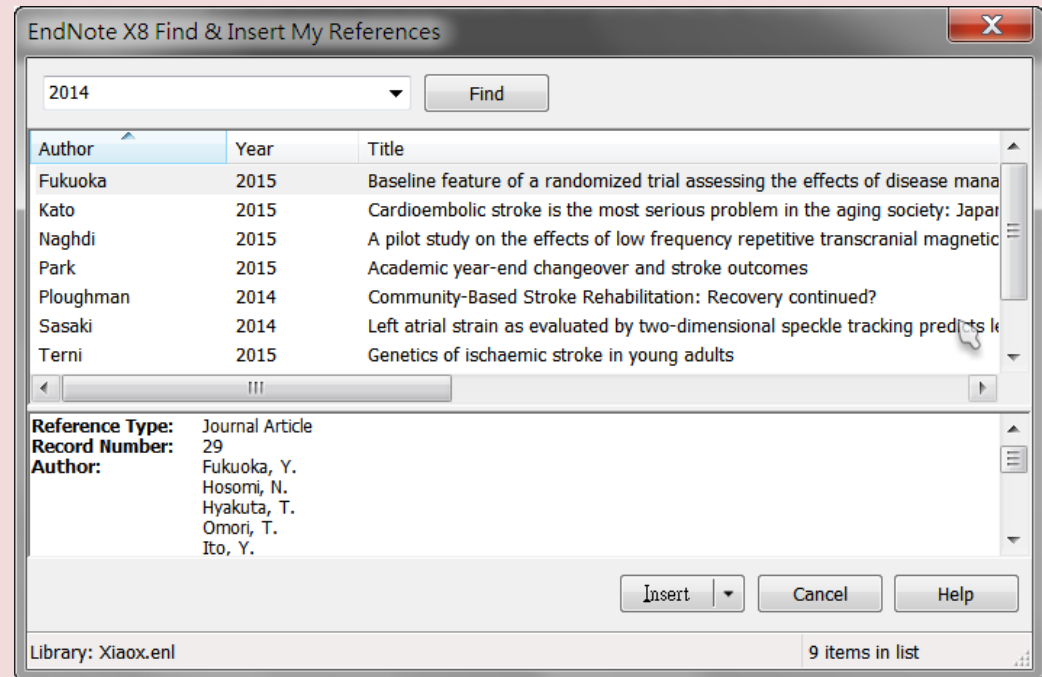 EndNote X8 Find & Insert My References
2014 Find
Author Year Title
Fukuoka 2015 Baseline feature of a randomized trial assessing the effects of disease mana
Kato 2015 Cardioembolic stroke is the most serious problem in the aging society: Japan
Naghdi 2015 A pilot study on the effects of low frequency repetitive transcranial magnetic
Park 2015 Academic year-end changeover and stroke outcomes
Ploughman 2014 Community-Based Stroke Rehabilitation: Recovery continued?
Sasaki 2014 Left atrial strain as evaluated by two-dimensional speckle tracking predicts le
Terni 2015 Genetics of ischaemic stroke in young adults
Reference Type: Journal Article
Record Number: 29
Author: Fukuoka, Y.
Hosomi, N.
Hyakuta, T.
Omori, T.
Ito, Y.
Insert Cancel Help
Library: Xiaox.enl 9 items in list